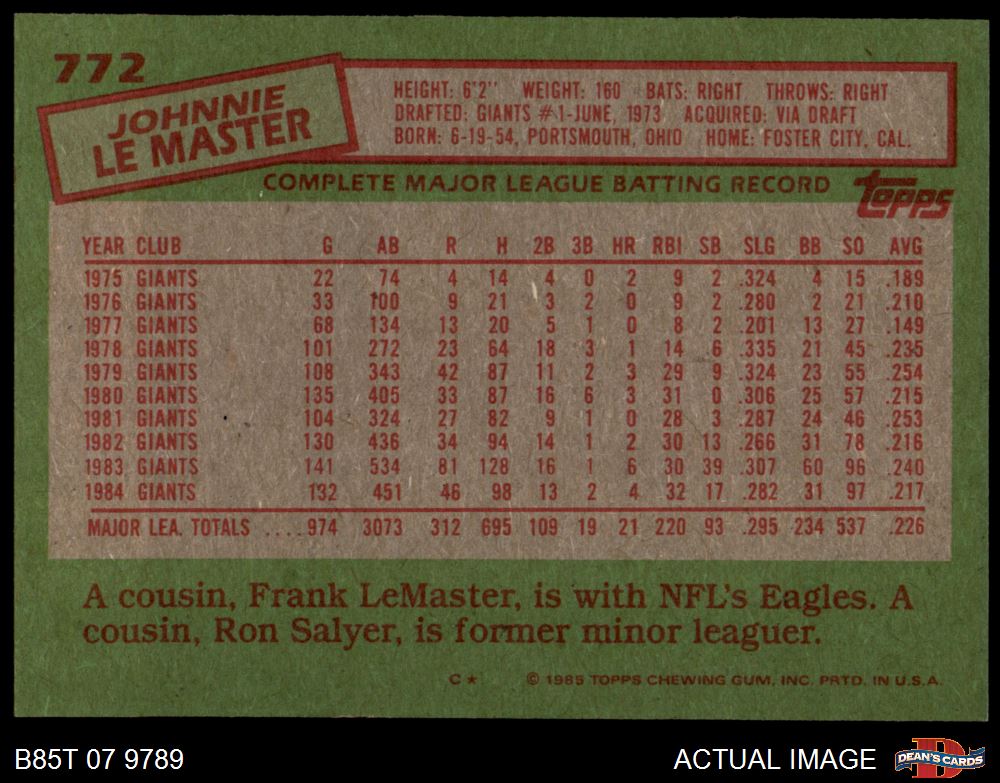 772
JOHNNIE
LE MASTER
HEIGHT: 6'2" WEIGHT: 160 BATS: RIGHT THROWS: RIGHT
DRAFTED: GIANTS #1-JUNE, 1973 ACQUIRED: VIA DRAFT
BORN: 6-19-54, PORTSMOUTH, OHIO HOME: FOSTER CITY, CAL.
COMPLETE MAJOR LEAGUE BATTING RECORD
topps
YEAR CLUB G AB R H 2B 3B HR RBI SB SLG BB SO AVG
1975 GIANTS 22 74 4 14 4 0 2 9 2 .324 4 15 .189
1976 GIANTS 33 100 9 21 3 2 0 9 2 .280 2 21 .210
1977 GIANTS 68 134 13 20 5 1 0 8 2 .201 13 27 .149
1978 GIANTS 101 272 23 64 18 3 1 14 6 .335 21 45 .235
1979 GIANTS 108 343 42 87 11 2 3 29 9 .324 23 55 .254
1980 GIANTS 135 405 33 87 16 6 3 31 0 .306 25 57 .215
1981 GIANTS 104 324 27 82 9 1 0 28 3 .287 24 46 .253
1982 GIANTS 130 436 34 94 14 1 2 30 13 .266 31 78 .216
1983 GIANTS 141 534 81 128 16 1 6 30 39 .307 60 96 .240
1984 GIANTS 132 451 46 98 13 2 4 32 17 .282 31 97 .217
MAJOR LEA. TOTALS ....974 3073 312 695 109 19 21 220 93 .295 234 537 .226
A cousin, Frank LeMaster, is with NFL's Eagles. A
cousin, Ron Salyer, is former minor leaguer.
C* © 1985 TOPPS CHEWING GUM, INC. PRTD. IN U.S.A.
B85T 07 9789 ACTUAL IMAGE D DEAN'S CARDS